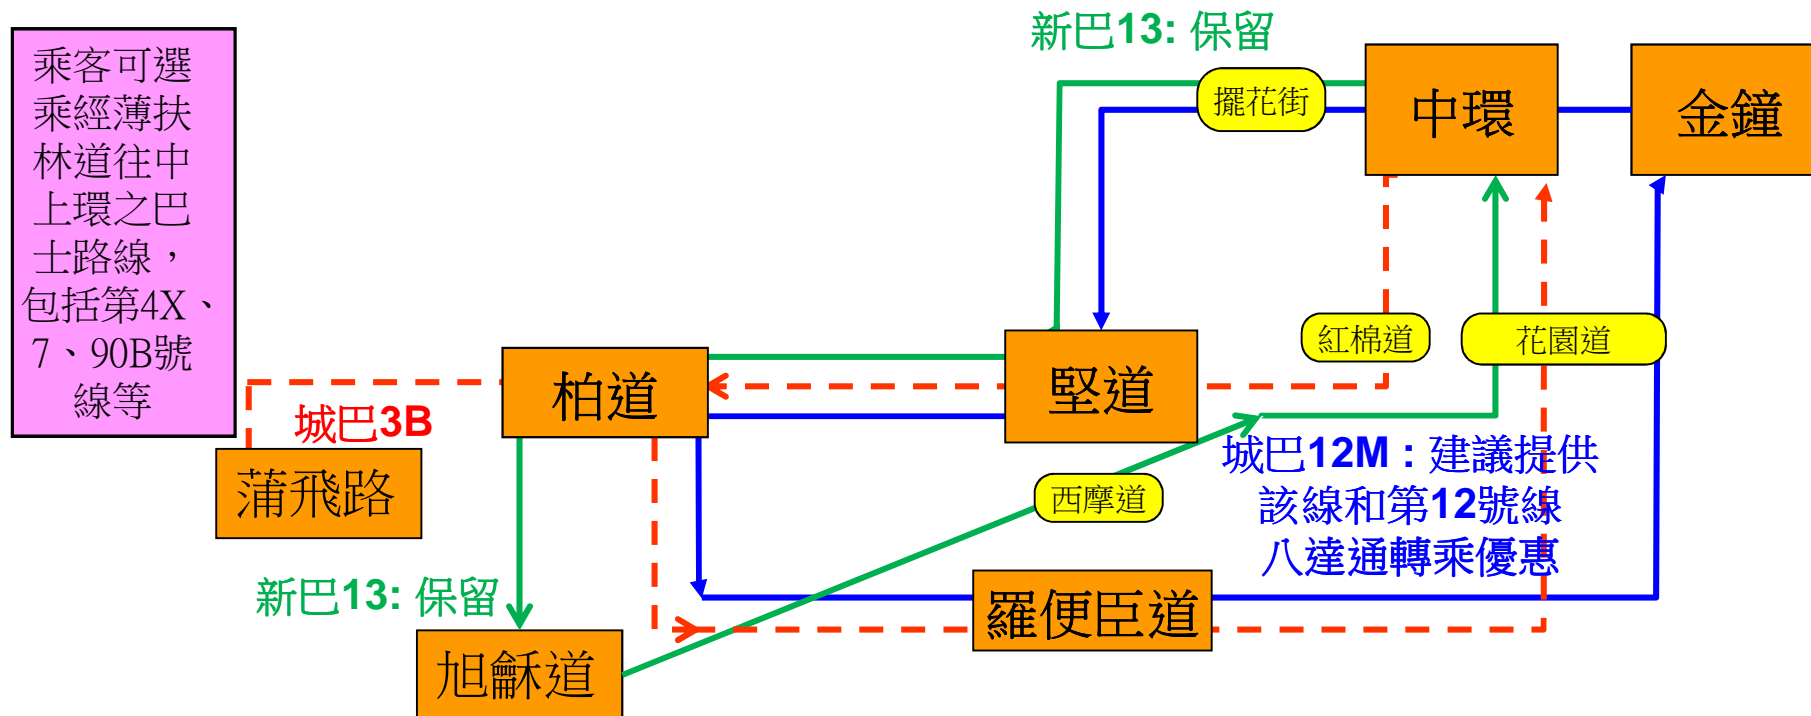 新巴13: 保留
乘客可選
乘經薄扶
林道往中
上環之巴
士路線，
包括第4X、
7、90B號
線等
擺花街
中環
金鐘
紅棉道
花園道
柏道
堅道
城巴3B
蒲飛路
城巴12M：建議提供
該線和第12號線
八達通轉乘優惠
西摩道
新巴13: 保留
羅便臣道
旭龢道